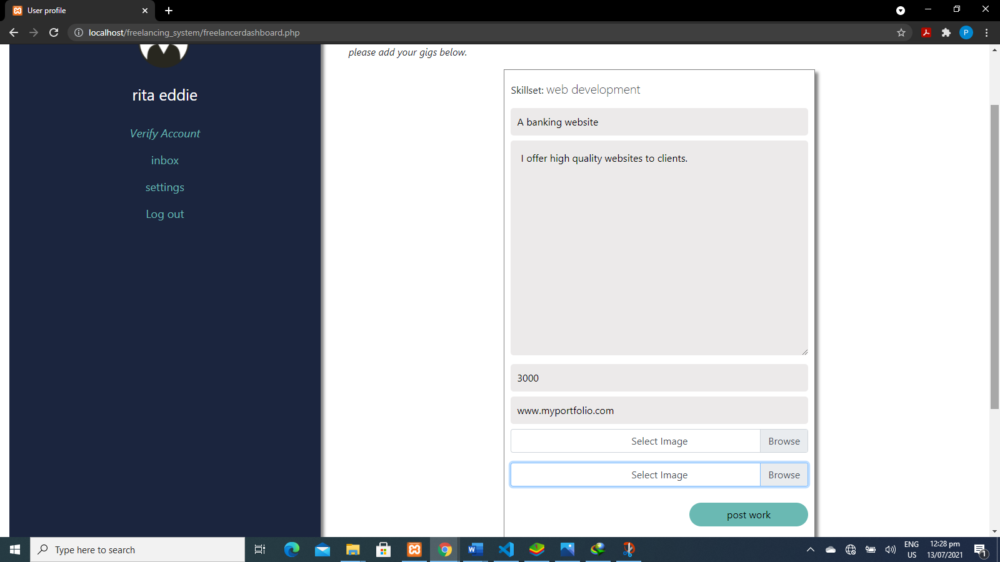 User profile
localhost/freelancing_system/freelancerdashboard.php
P
please add your gigs below.
rita eddie
Verify Account
inbox
settings
Log out
Skillset: web development
A banking website
I offer high quality websites to clients.
3000
www.myportfolio.com
Select Image Browse
Select Image Browse
post work
Type here to search
ENG
US
12:28 pm
13/07/2021
1